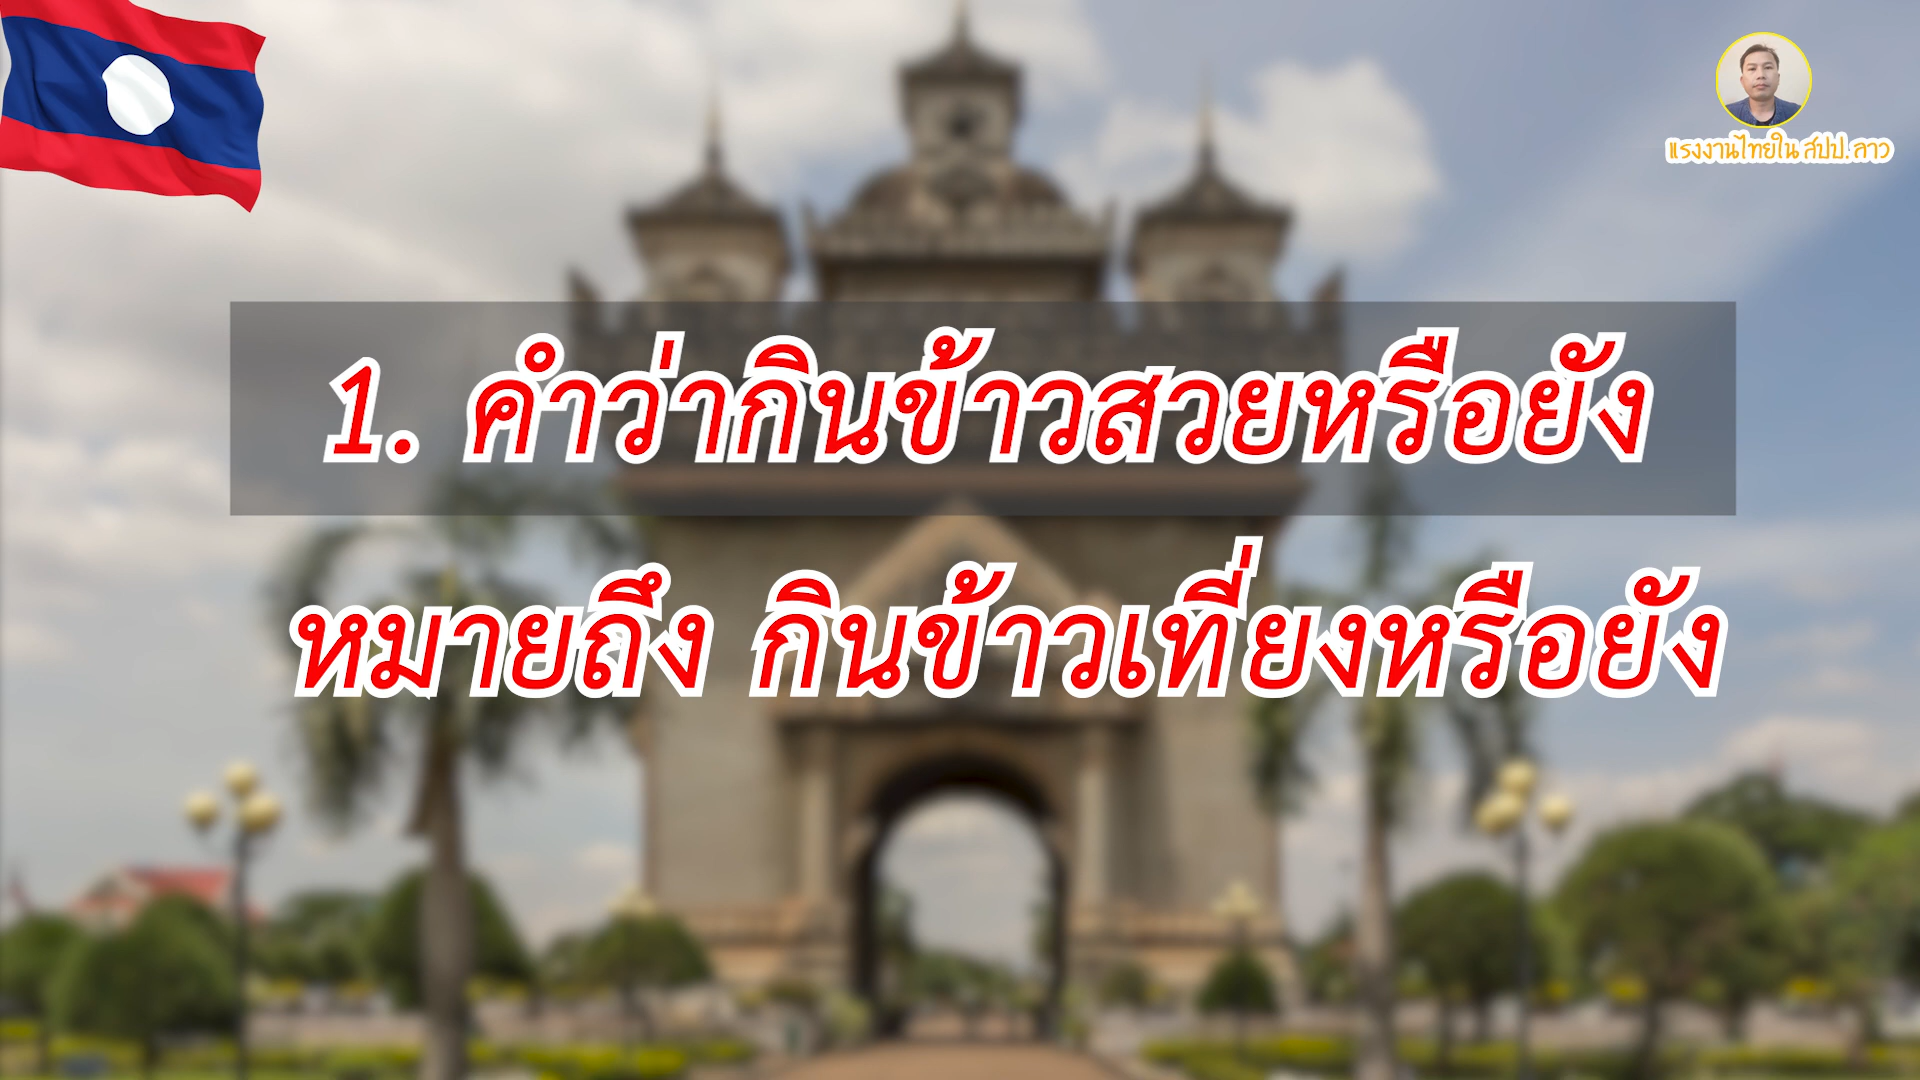 แรงงานไทยใน สปป. ลาว
1. คำว่ากินข้าวสวยหรือยัง
หมายถึง กินข้าวเที่ยงหรือยัง